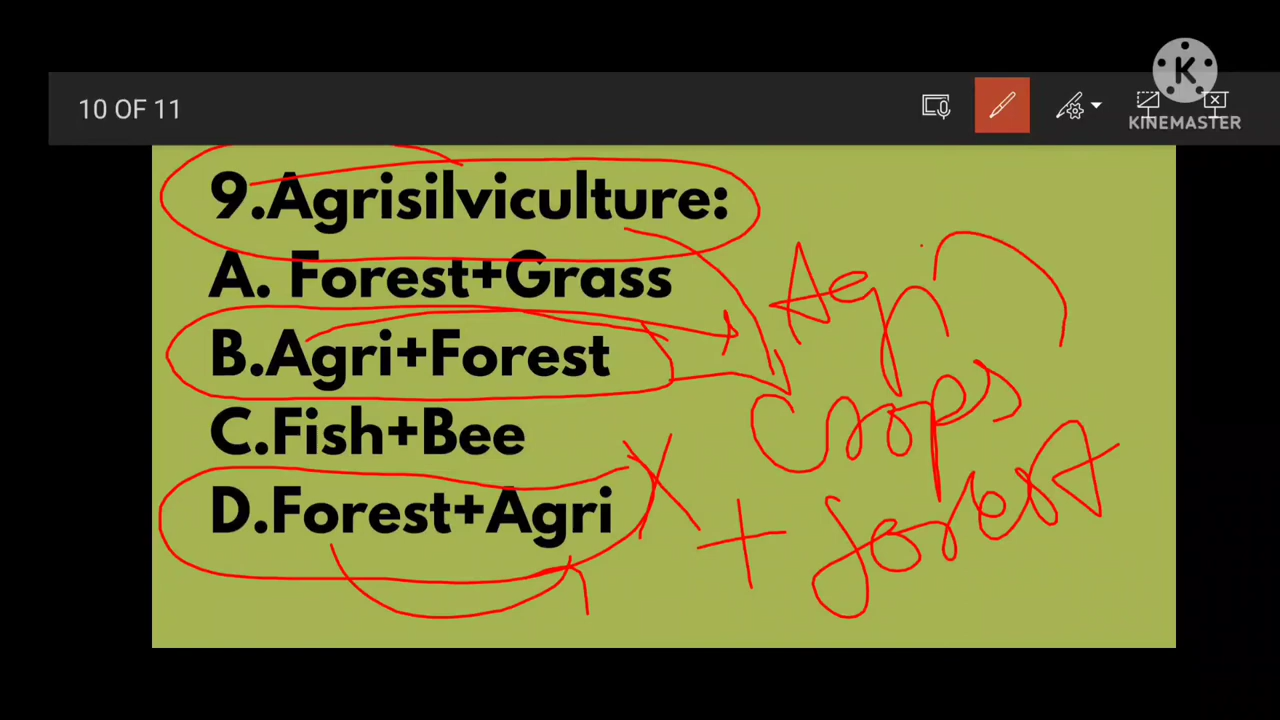 10 OF 11
KINEMASTER
9.Agrisilviculture:
A. Forest+Grass
B.Agri+Forest
C.Fish+Bee
D.Forest+Agri
Agri
crops
+ forest